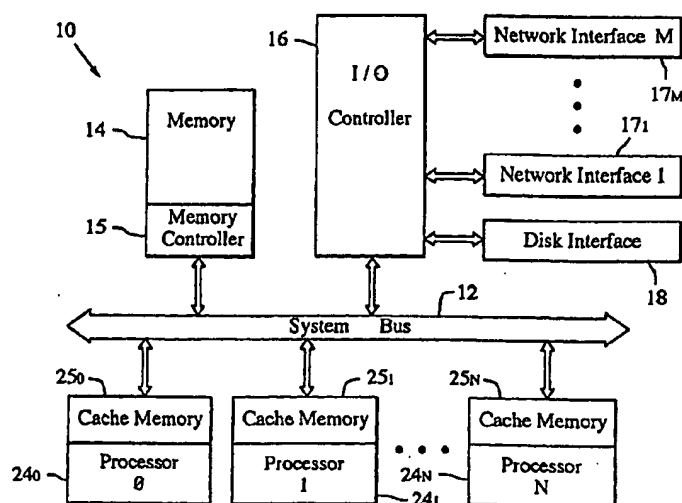 10
16
I / O
Controller
Network Interface M
17M
14
Memory
171
Network Interface 1
15
Memory
Controller
Disk Interface
18
12
System Bus
250
Cache Memory
240
Processor
0
251
Cache Memory
Processor
1
241
25N
Cache Memory
24N
Processor
N